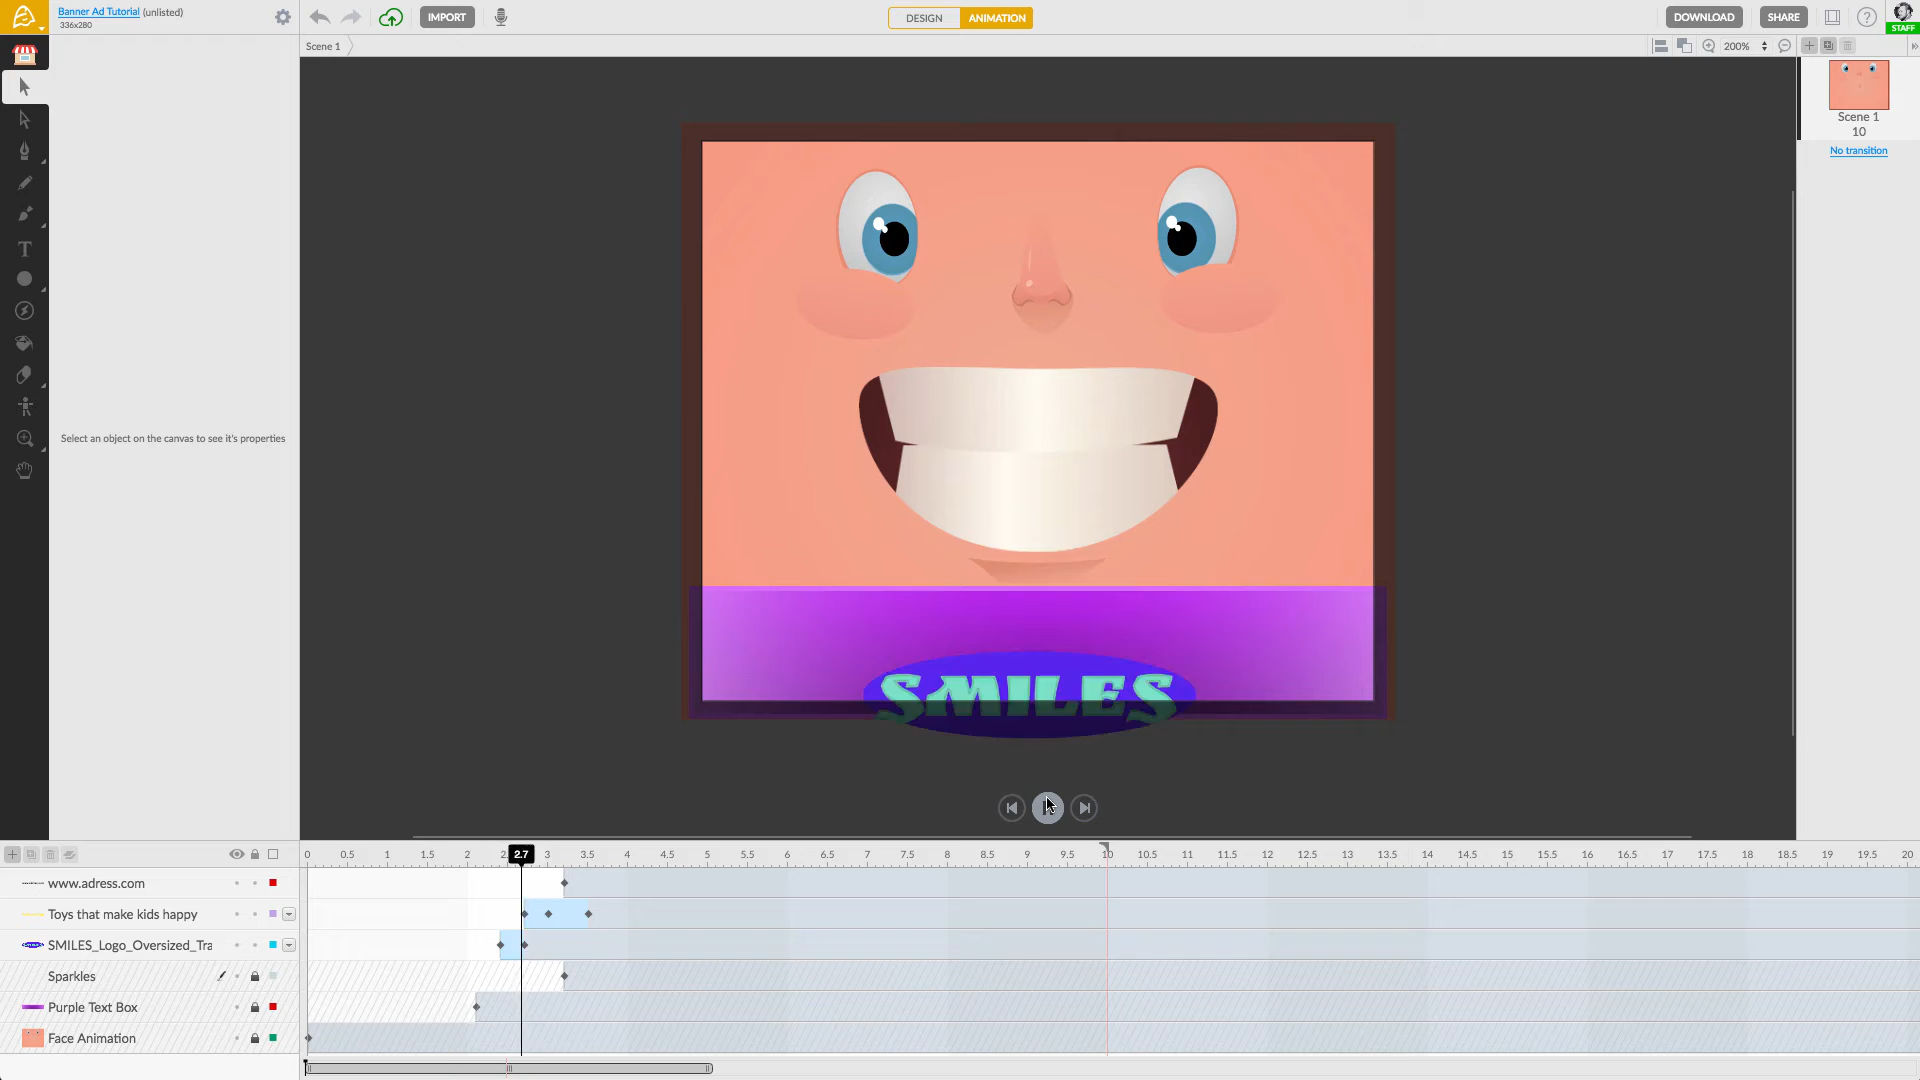 Banner Ad Tutorial (unlisted)
336x280
IMPORT
DESIGN
ANIMATION
DOWNLOAD
SHARE
STAFF
Scene 1
200%
Scene 1
10
No transition
T
Select an object on the canvas to see it's properties
SMILES
0 0.5 1 1.5 2 2. 2.7 3 3.5 4 4.5 5 5.5 6 6.5 7 7.5 8 8.5 9 9.5 10 10.5 11 11.5 12 12.5 13 13.5 14 14.5 15 15.5 16 16.5 17 17.5 18 18.5 19 19.5 20
www.adress.com
Toys that make kids happy
SMILES_Logo_Oversized_Tra
Sparkles
Purple Text Box
Face Animation